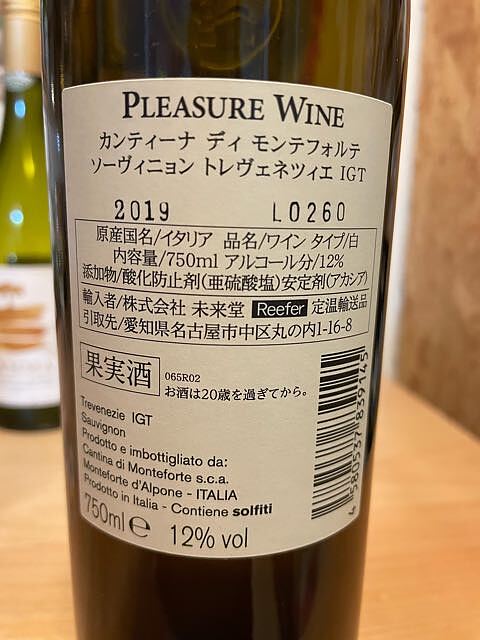 PLEASURE WINE
カンティーナ ディ モンテフォルテ
ソーヴィニョン トレヴェネツィエ IGT
2019 L0260
原産国名/イタリア 品名/ワイン タイプ/白
内容量/750ml アルコール分/12%
添加物/酸化防止剤(亜硫酸塩)安定剤(アカシア)
輸入者/株式会社 未来堂 Reefer 定温輸送品
引取先/愛知県名古屋市中区丸の内1-16-8
果実酒 065R02
お酒は20歳を過ぎてから。
Trevenezie IGT
Sauvignon
Prodotto e imbottigliato da:
Cantina di Monteforte s.c.a.
Monteforte d'Alpone - ITALIA
Prodotto in Italia - Contiene solfiti
750ml e 12% vol
4 580537 839145